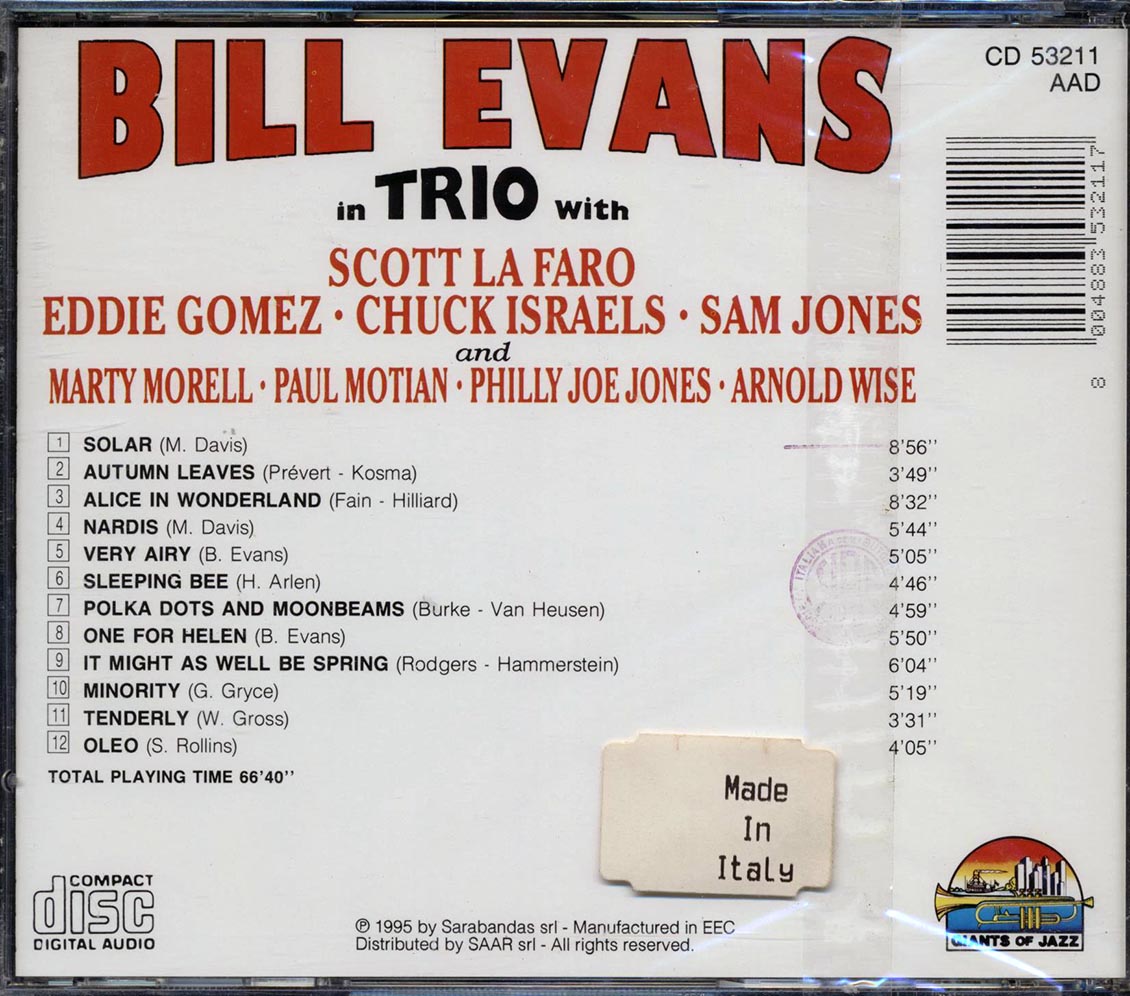 BILL EVANS
in TRIO with
SCOTT LA FARO
EDDIE GOMEZ · CHUCK ISRAELS · SAM JONES
and
MARTY MORELL · PAUL MOTIAN · PHILLY JOE JONES · ARNOLD WISE
CD 53211
AAD
8 004883 532117
1 SOLAR (M. Davis) 8'56''
2 AUTUMN LEAVES (Prévert - Kosma) 3'49''
3 ALICE IN WONDERLAND (Fain - Hilliard) 8'32''
4 NARDIS (M. Davis) 5'44''
5 VERY AIRY (B. Evans) 5'05''
6 SLEEPING BEE (H. Arlen) 4'46''
7 POLKA DOTS AND MOONBEAMS (Burke - Van Heusen) 4'59''
8 ONE FOR HELEN (B. Evans) 5'50''
9 IT MIGHT AS WELL BE SPRING (Rodgers - Hammerstein) 6'04''
10 MINORITY (G. Gryce) 5'19''
11 TENDERLY (W. Gross) 3'31''
12 OLEO (S. Rollins) 4'05''
TOTAL PLAYING TIME 66'40''
ITALIANA
Made
In
Italy
COMPACT
disc
DIGITAL AUDIO
℗ 1995 by Sarabandas srl - Manufactured in EEC
Distributed by SAAR srl - All rights reserved.
GIANTS OF JAZZ